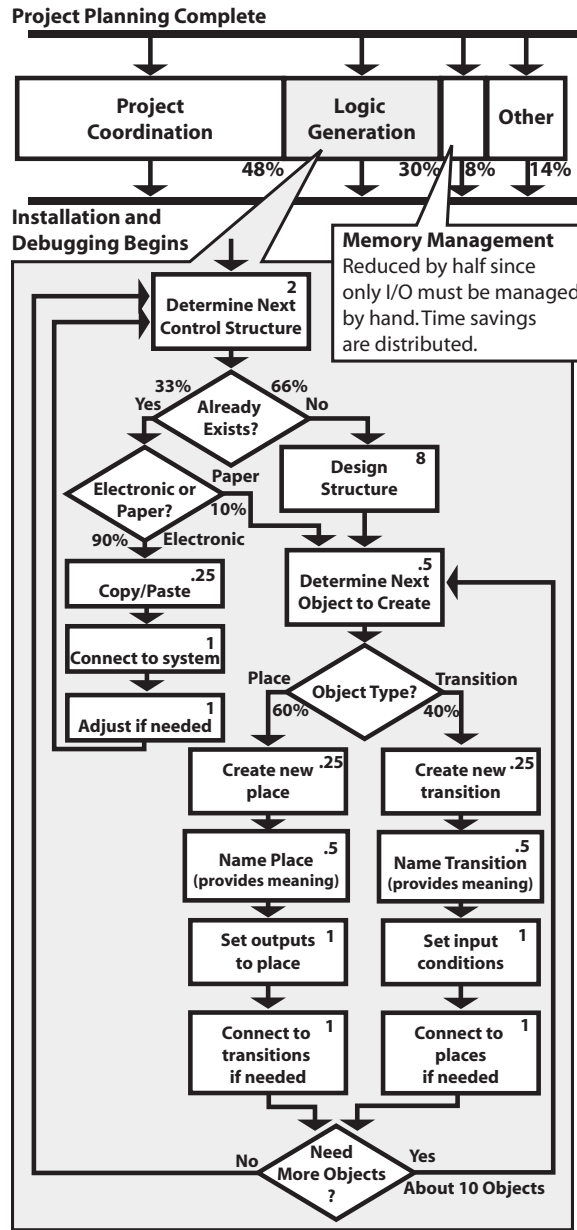 Project Planning Complete
Project
Coordination
Logic
Generation
Other
48%
30%
8%
14%
Installation and
Debugging Begins
Memory Management
Reduced by half since
only I/O must be managed
by hand. Time savings
are distributed.
2
Determine Next
Control Structure
33%
66%
Yes
Already
Exists?
No
Electronic or
Paper?
Paper
10%
8
Design
Structure
90%
Electronic
.25
Copy/Paste
.5
Determine Next
Object to Create
1
Connect to system
1
Adjust if needed
Place
60%
Object Type?
Transition
40%
.25
Create new
place
.25
Create new
transition
.5
Name Place
(provides meaning)
.5
Name Transition
(provides meaning)
1
Set outputs
to place
1
Set input
conditions
1
Connect to
transitions
if needed
1
Connect to
places
if needed
No
Need
More Objects
?
Yes
About 10 Objects